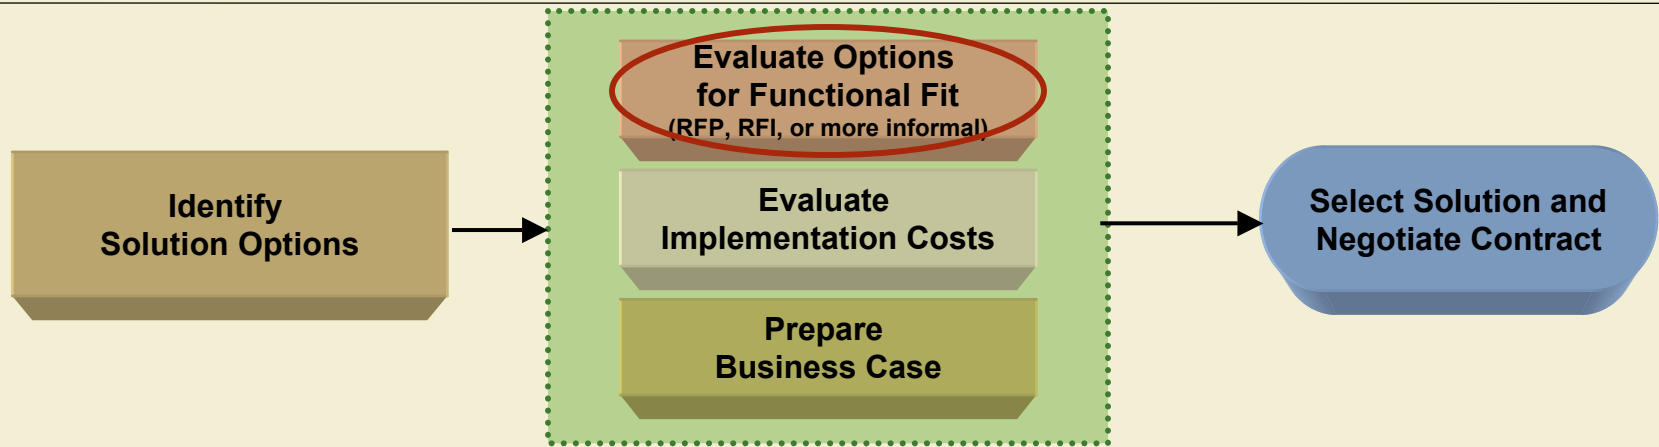 Identify
Solution Options
Evaluate Options
for Functional Fit
(RFP, RFI, or more informal)
Evaluate
Implementation Costs
Prepare
Business Case
Select Solution and
Negotiate Contract